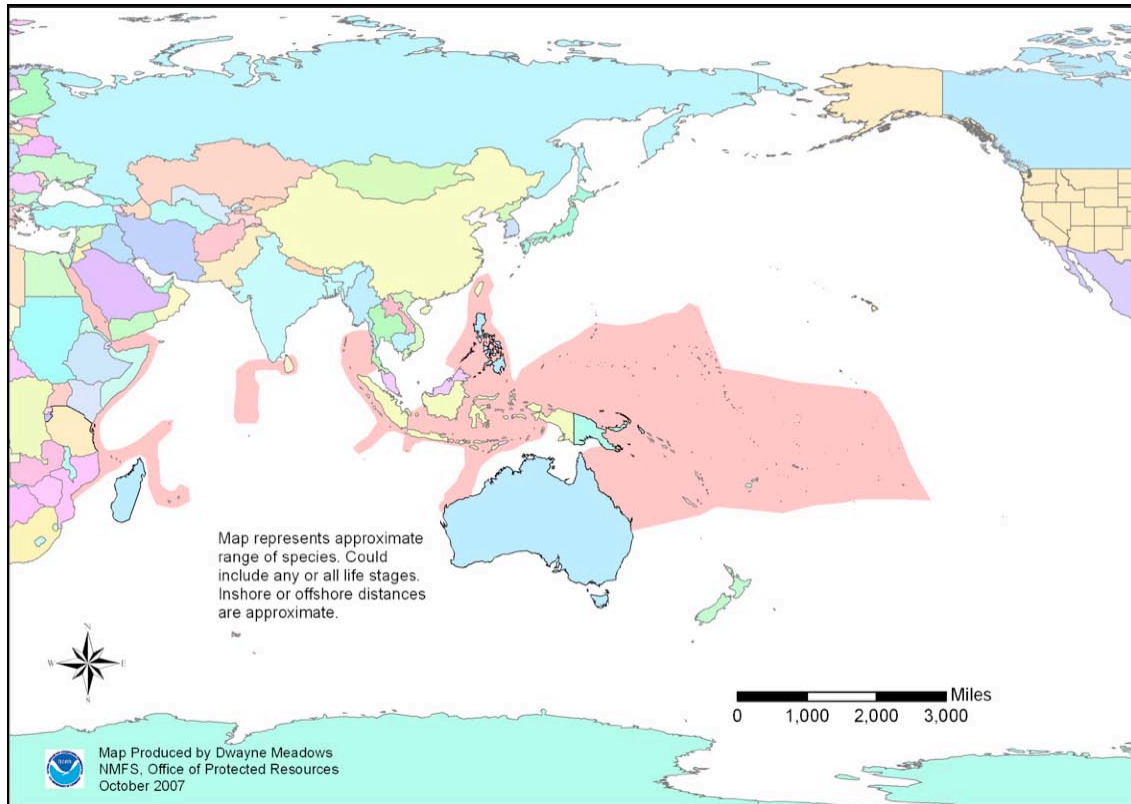 Map represents approximate
range of species. Could
include any or all life stages.
Inshore or offshore distances
are approximate.
N
W E
S
Miles
0 1,000 2,000 3,000
NOAA
Map Produced by Dwayne Meadows
NMFS, Office of Protected Resources
October 2007